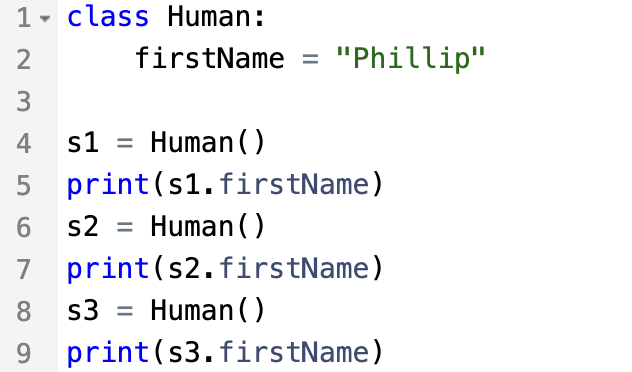 1 class Human:
2     firstName = "Phillip"
3
4 s1 = Human()
5 print(s1.firstName)
6 s2 = Human()
7 print(s2.firstName)
8 s3 = Human()
9 print(s3.firstName)